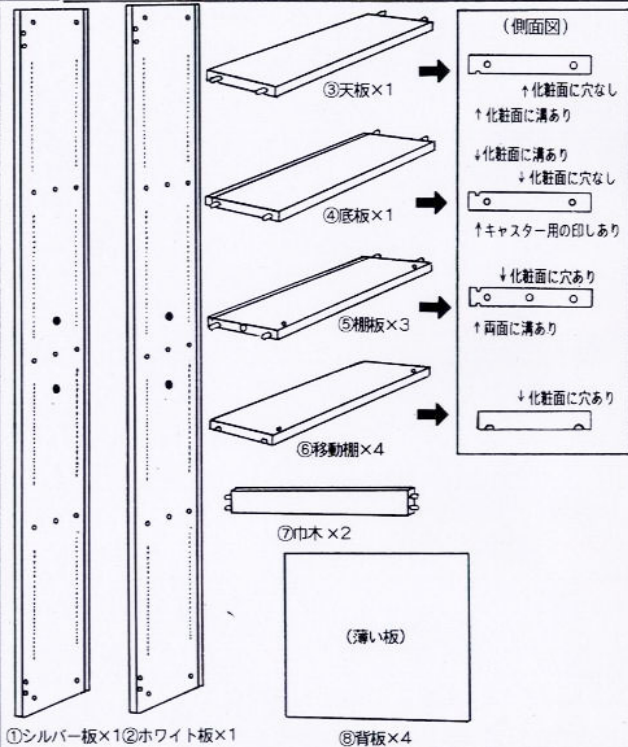 ③天板×1
④底板×1
⑤棚板×3
⑥移動棚×4
⑦巾木×2
(薄い板)
①シルバー板×1②ホワイト板×1
⑧背板×4
(側面図)
↑化粧面に穴なし
↑化粧面に溝あり
↓化粧面に溝あり
↓化粧面に穴なし
↑キャスター用の印しあり
↓化粧面に穴あり
↑両面に溝あり
↓化粧面に穴あり